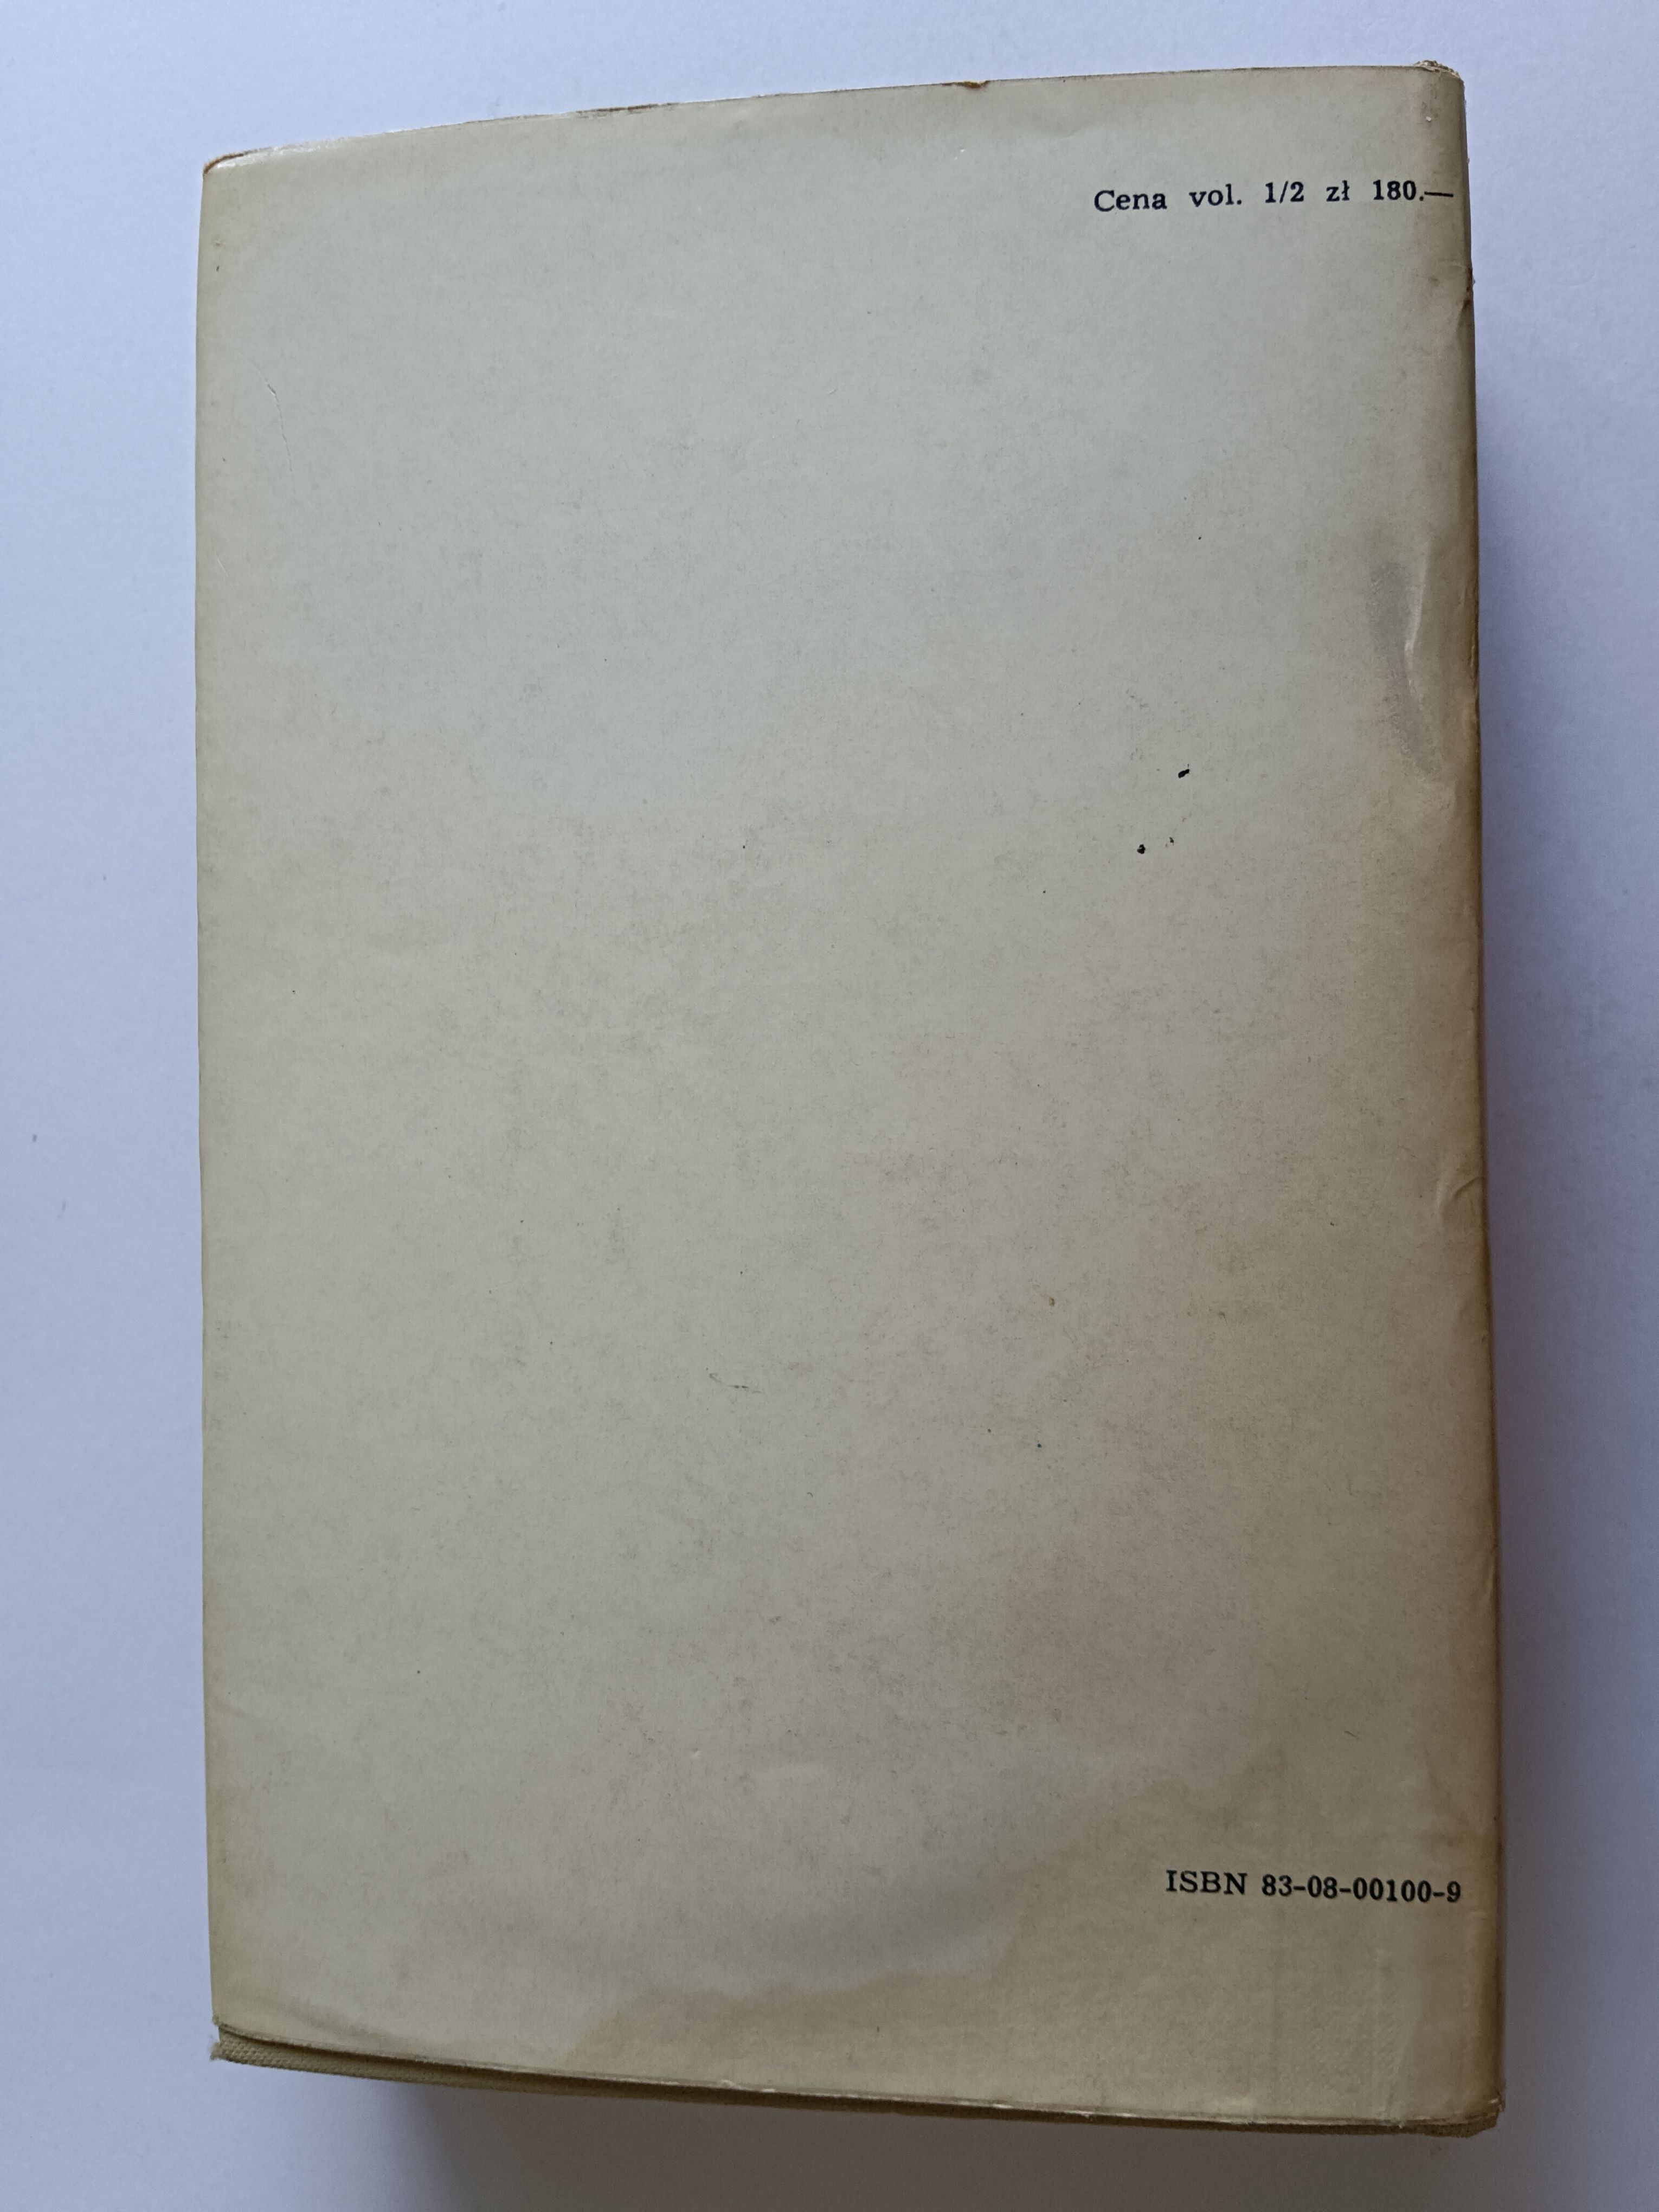 Cena vol. 1/2 zł 180.—
ISBN 83-08-00100-9